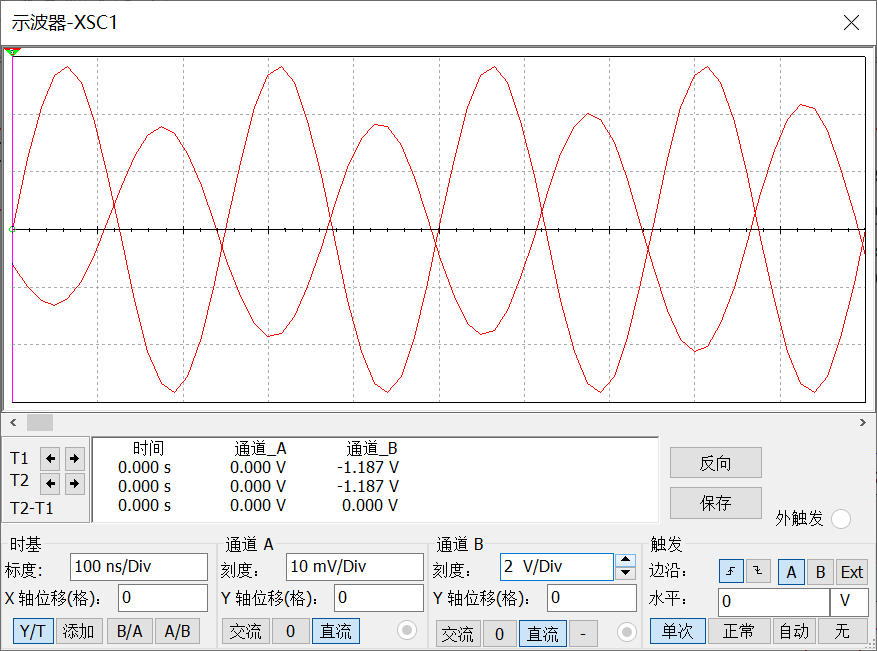 示波器-XSC1
时间 通道_A 通道_B
T1 0.000 s 0.000 V -1.187 V
T2 0.000 s 0.000 V -1.187 V
T2-T1 0.000 s 0.000 V 0.000 V
反向
保存
外触发
时基
标度: 100 ns/Div
X 轴位移(格): 0
Y/T 添加 B/A A/B
通道 A
刻度: 10 mV/Div
Y 轴位移(格): 0
交流 0 直流
通道 B
刻度: 2 V/Div
Y 轴位移(格): 0
交流 0 直流 -
触发
边沿: A B Ext
水平: 0 V
单次 正常 自动 无